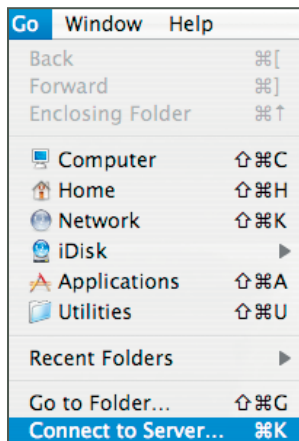 Go Window Help
Back ⌘[
Forward ⌘]
Enclosing Folder ⌘↑
Computer ⇧⌘C
Home ⇧⌘H
Network ⇧⌘K
iDisk ▶
Applications ⇧⌘A
Utilities ⇧⌘U
Recent Folders ▶
Go to Folder... ⇧⌘G
Connect to Server... ⌘K